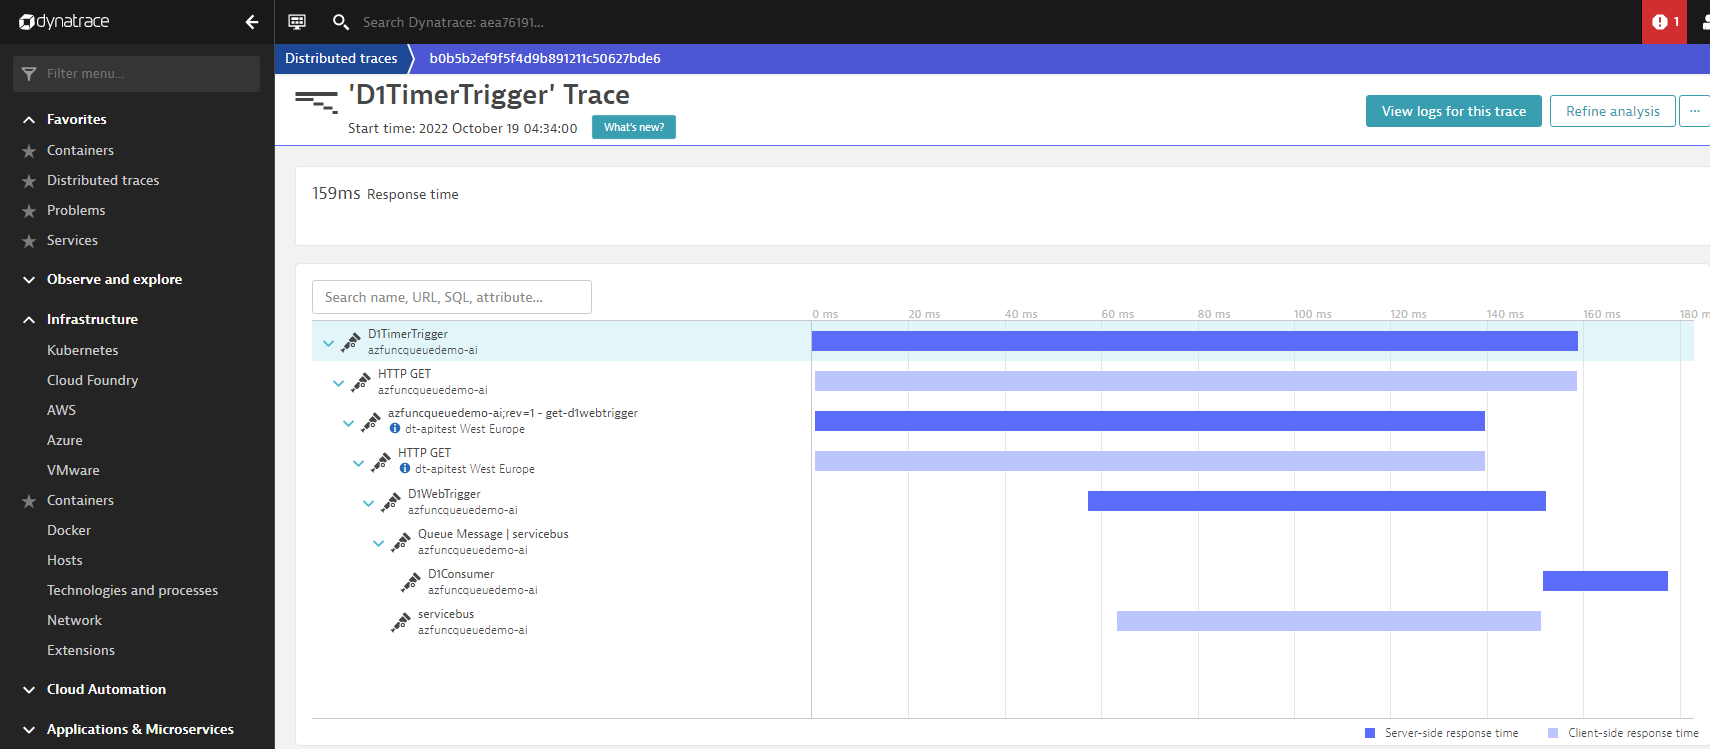 dynatrace
Search Dynatrace: aea76191...
1
Filter menu...
Favorites
Containers
Distributed traces
Problems
Services
Observe and explore
Infrastructure
Kubernetes
Cloud Foundry
AWS
Azure
VMware
Containers
Docker
Hosts
Technologies and processes
Network
Extensions
Cloud Automation
Applications & Microservices
Distributed traces
b0b5b2ef9f5f4d9b891211c50627bde6
'D1TimerTrigger' Trace
Start time: 2022 October 19 04:34:00
What's new?
View logs for this trace
Refine analysis
...
159ms Response time
Search name, URL, SQL, attribute...
0 ms 20 ms 40 ms 60 ms 80 ms 100 ms 120 ms 140 ms 160 ms 180 m
D1TimerTrigger
azfuncqueuedemo-ai
HTTP GET
azfuncqueuedemo-ai
azfuncqueuedemo-ai;rev=1 - get-d1webtrigger
dt-apitest West Europe
HTTP GET
dt-apitest West Europe
D1WebTrigger
azfuncqueuedemo-ai
Queue Message | servicebus
azfuncqueuedemo-ai
D1Consumer
azfuncqueuedemo-ai
servicebus
azfuncqueuedemo-ai
Server-side response time
Client-side response time